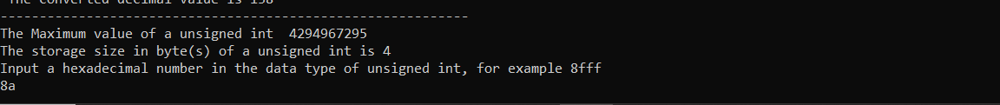 The converted decimal value is 138
------------------------------------------------------------
The Maximum value of a unsigned int  4294967295
The storage size in byte(s) of a unsigned int is 4
Input a hexadecimal number in the data type of unsigned int, for example 8fff
8a